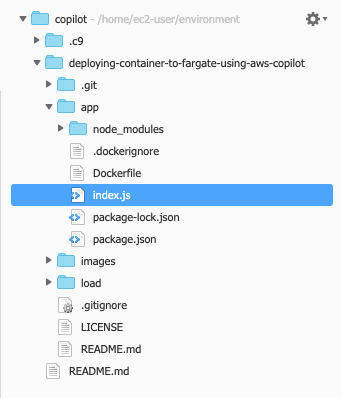 copilot - /home/ec2-user/environment
.c9
deploying-container-to-fargate-using-aws-copilot
.git
app
node_modules
.dockerignore
Dockerfile
index.js
package-lock.json
package.json
images
load
.gitignore
LICENSE
README.md
README.md